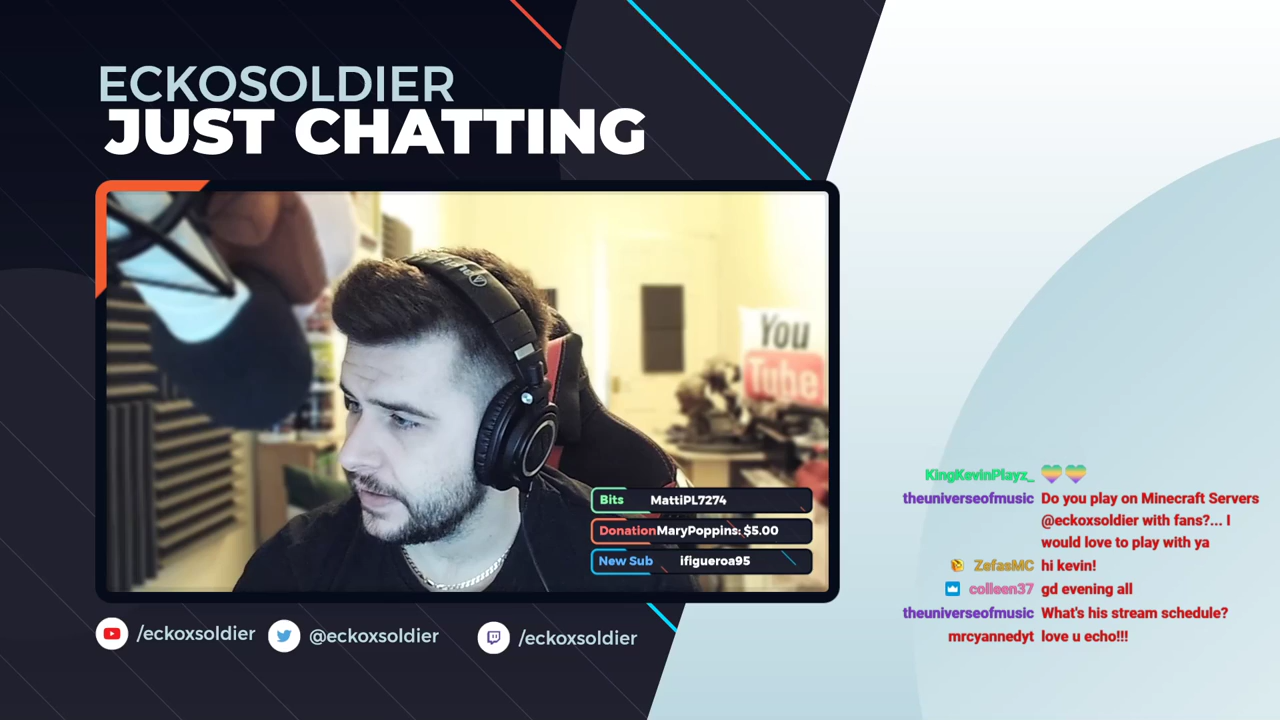 ECKOSOLDIER
JUST CHATTING
You
Tube
Bits MattiPL7274
Donation MaryPoppins: $5.00
New Sub ifigueroa95
/eckoxsoldier @eckoxsoldier /eckoxsoldier
KingKevinPlayz_
theuniverseofmusic Do you play on Minecraft Servers
@eckoxsoldier with fans?... I
would love to play with ya
ZefasMC hi kevin!
colleen37 gd evening all
theuniverseofmusic What's his stream schedule?
mrcyannedyt love u echo!!!